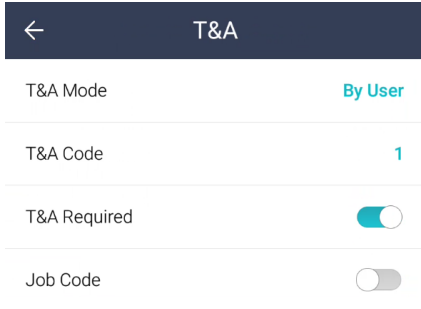 T&A
T&A Mode By User
T&A Code 1
T&A Required
Job Code